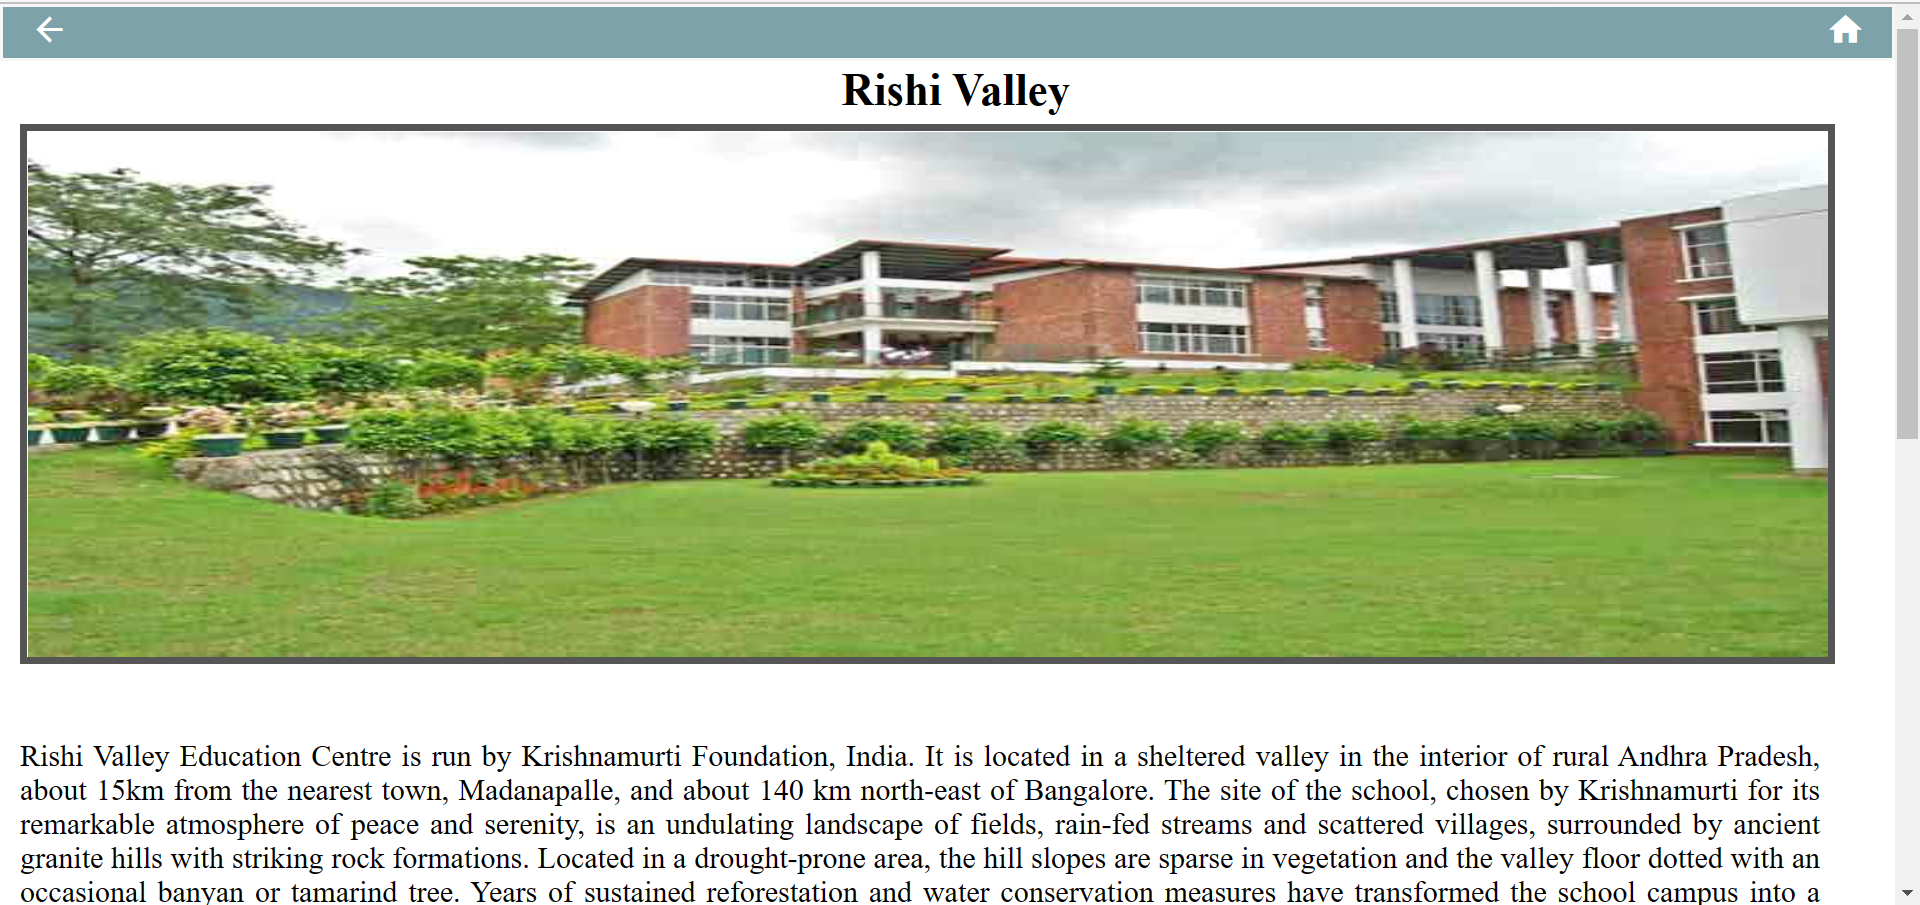 Rishi Valley
Rishi Valley Education Centre is run by Krishnamurti Foundation, India. It is located in a sheltered valley in the interior of rural Andhra Pradesh,
about 15km from the nearest town, Madanapalle, and about 140 km north-east of Bangalore. The site of the school, chosen by Krishnamurti for its
remarkable atmosphere of peace and serenity, is an undulating landscape of fields, rain-fed streams and scattered villages, surrounded by ancient
granite hills with striking rock formations. Located in a drought-prone area, the hill slopes are sparse in vegetation and the valley floor dotted with an
occasional banyan or tamarind tree. Years of sustained reforestation and water conservation measures have transformed the school campus into a